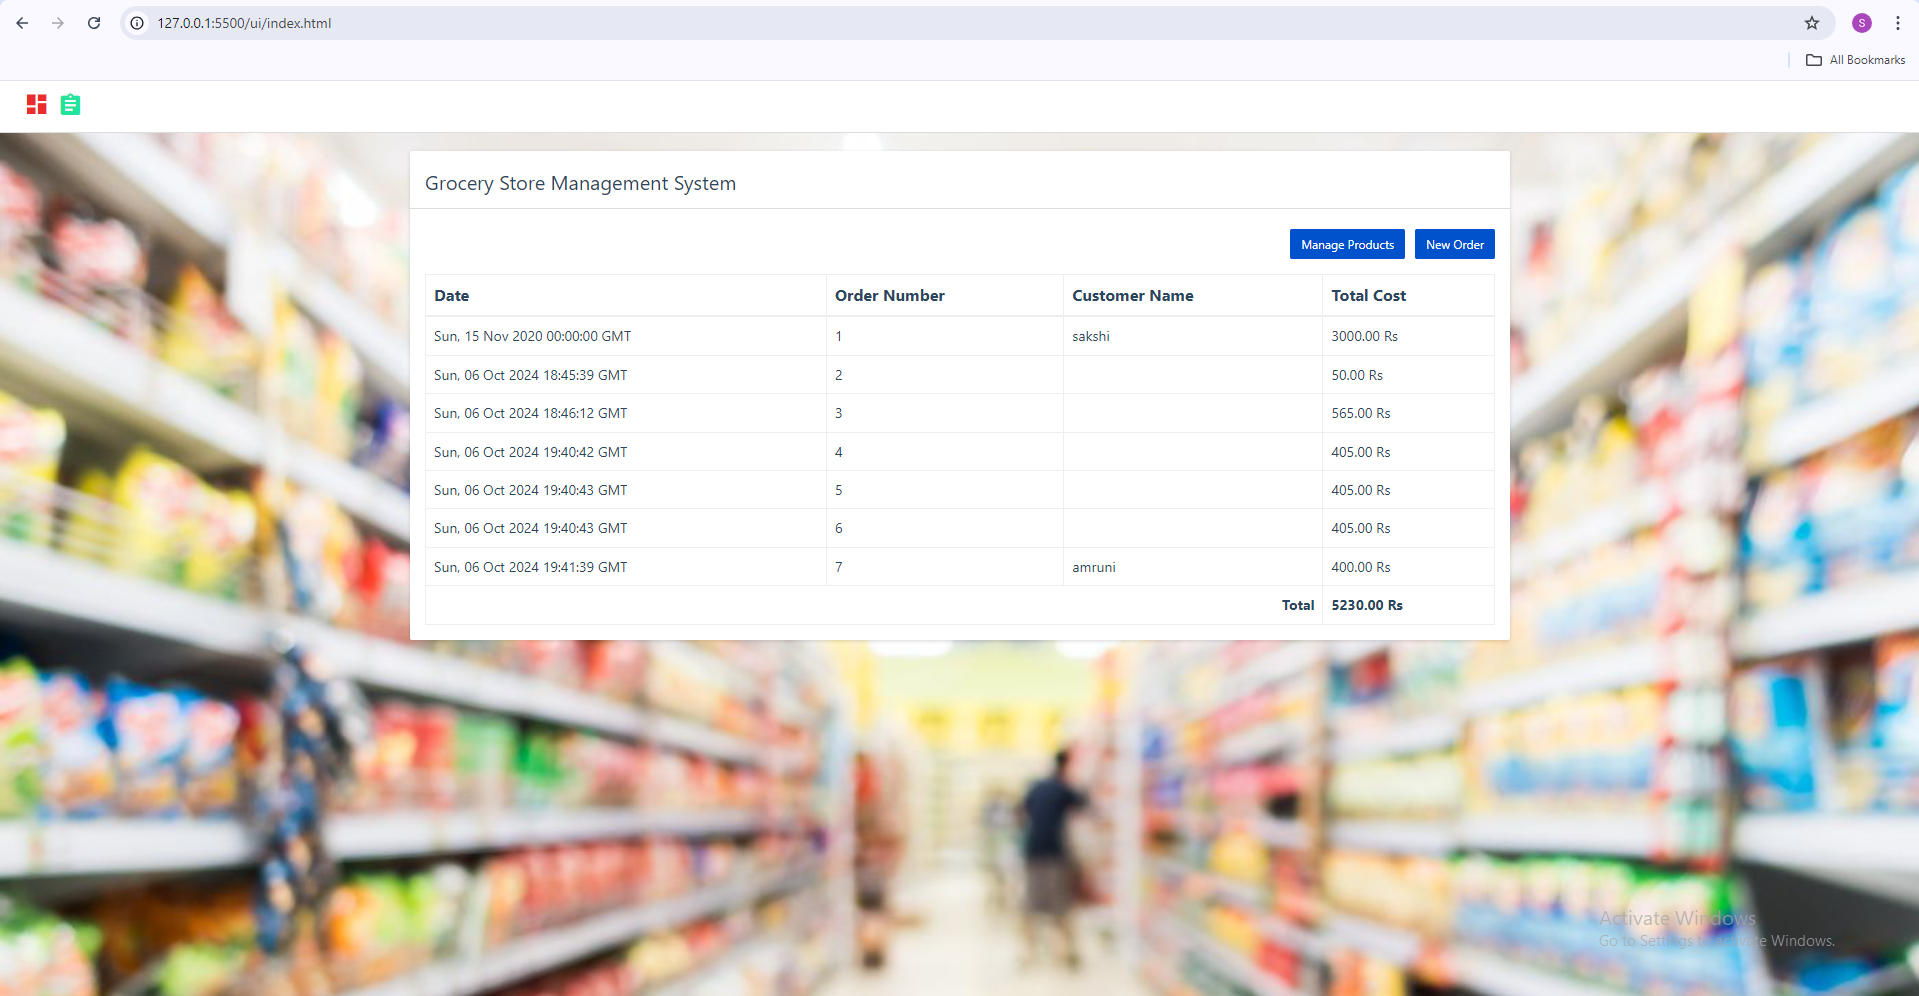 127.0.0.1:5500/ui/index.html
S
All Bookmarks
Grocery Store Management System
Manage Products New Order
Date Order Number Customer Name Total Cost
Sun, 15 Nov 2020 00:00:00 GMT 1 sakshi 3000.00 Rs
Sun, 06 Oct 2024 18:45:39 GMT 2 50.00 Rs
Sun, 06 Oct 2024 18:46:12 GMT 3 565.00 Rs
Sun, 06 Oct 2024 19:40:42 GMT 4 405.00 Rs
Sun, 06 Oct 2024 19:40:43 GMT 5 405.00 Rs
Sun, 06 Oct 2024 19:40:43 GMT 6 405.00 Rs
Sun, 06 Oct 2024 19:41:39 GMT 7 amruni 400.00 Rs
Total 5230.00 Rs
Activate Windows
Go to Settings to activate Windows.